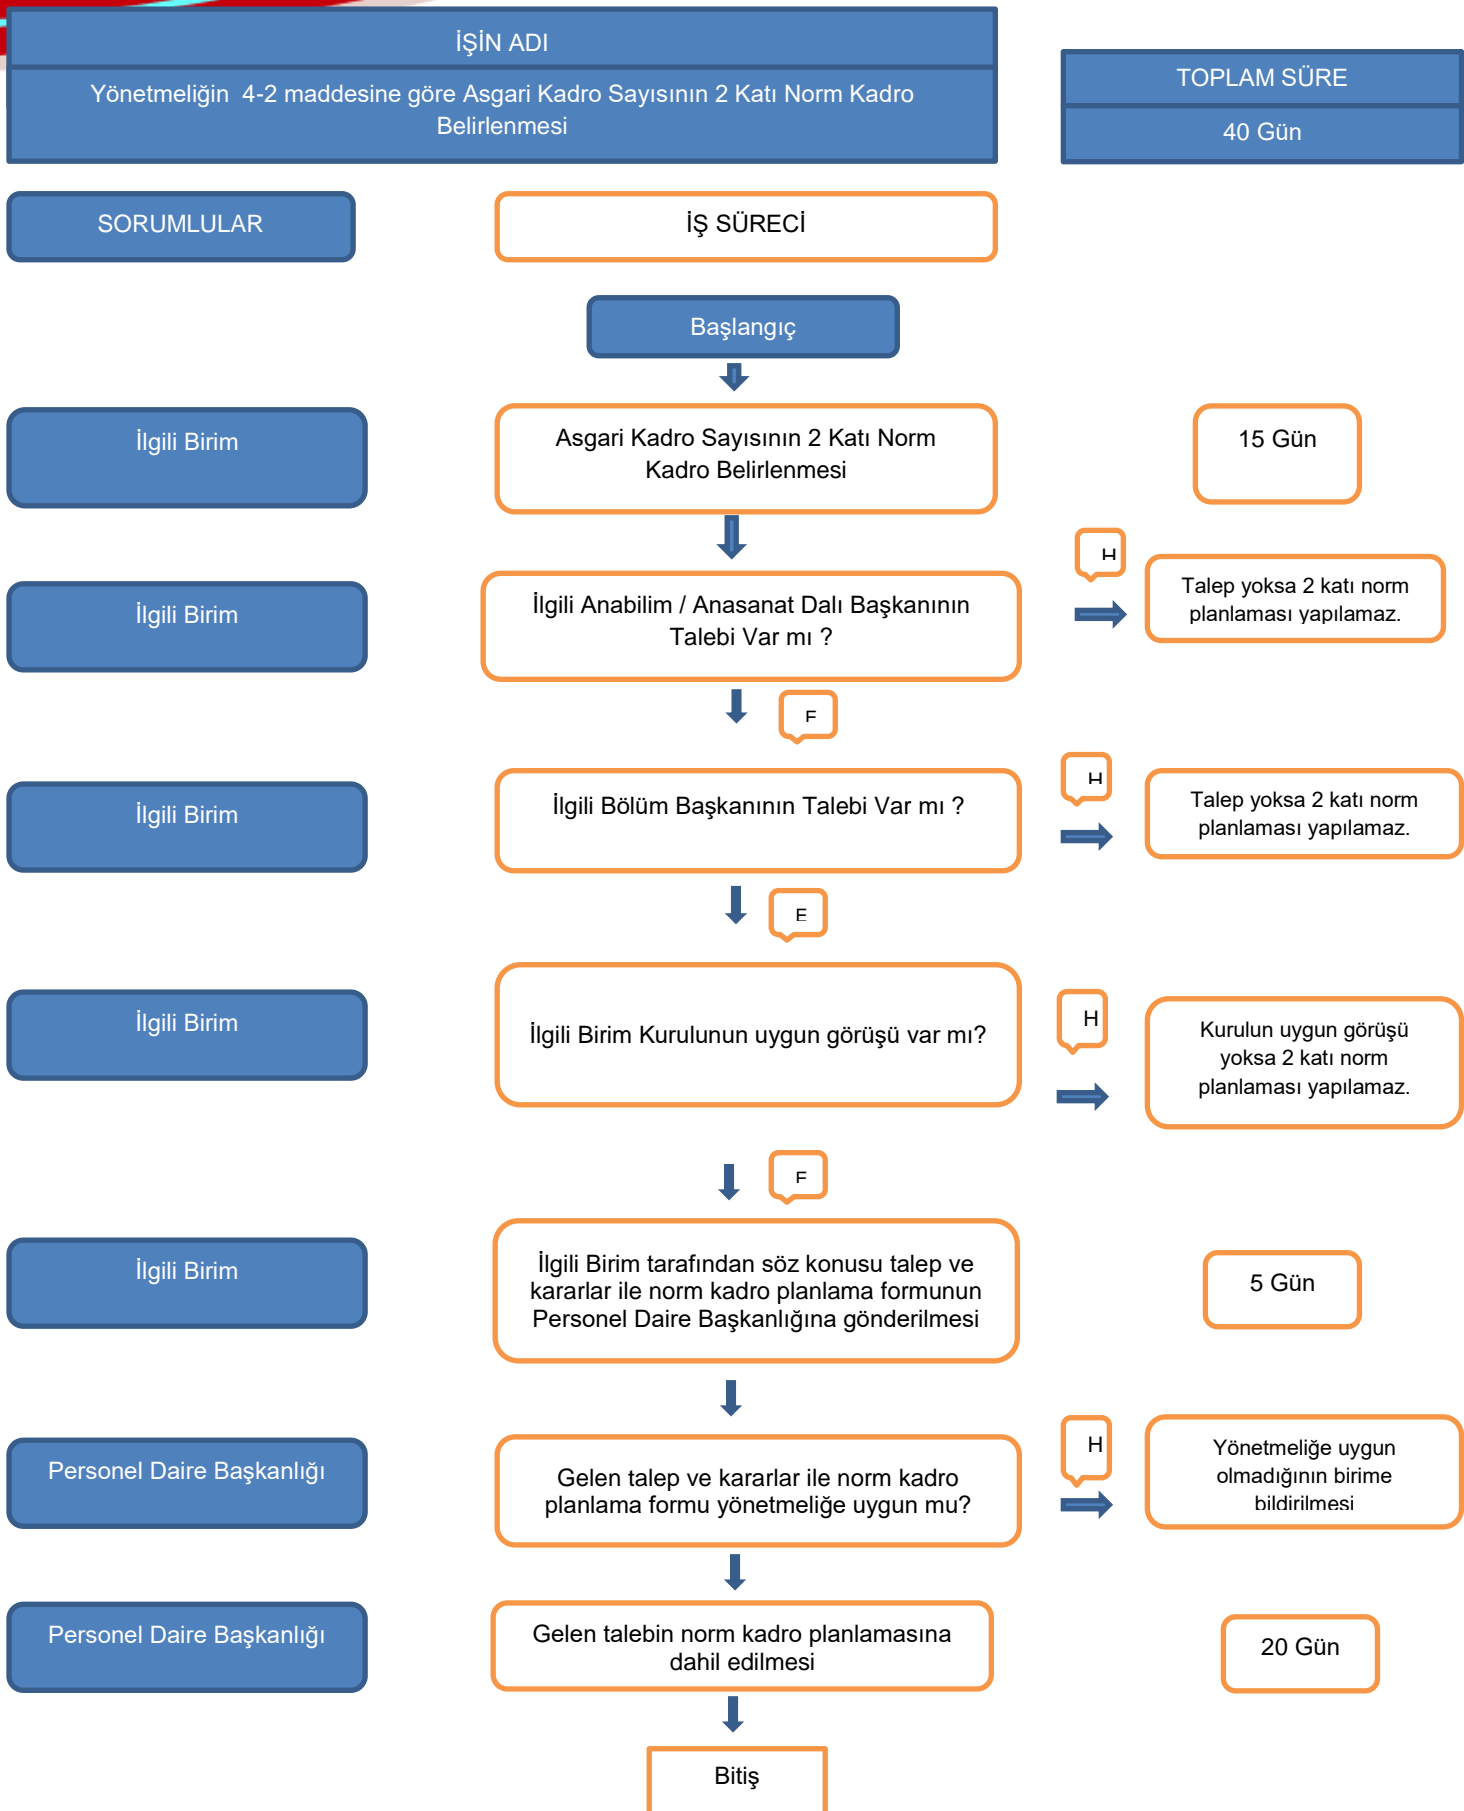 İŞİN ADI
Yönetmeliğin 4-2 maddesine göre Asgari Kadro Sayısının 2 Katı Norm Kadro
Belirlenmesi
TOPLAM SÜRE
40 Gün
SORUMLULAR
İŞ SÜRECİ
Başlangıç
İlgili Birim
Asgari Kadro Sayısının 2 Katı Norm
Kadro Belirlenmesi
15 Gün
İlgili Birim
İlgili Anabilim / Anasanat Dalı Başkanının
Talebi Var mı ?
H
Talep yoksa 2 katı norm
planlaması yapılamaz.
E
İlgili Birim
İlgili Bölüm Başkanının Talebi Var mı ?
H
Talep yoksa 2 katı norm
planlaması yapılamaz.
E
İlgili Birim
İlgili Birim Kurulunun uygun görüşü var mı?
H
Kurulun uygun görüşü
yoksa 2 katı norm
planlaması yapılamaz.
E
İlgili Birim
İlgili Birim tarafından söz konusu talep ve
kararlar ile norm kadro planlama formunun
Personel Daire Başkanlığına gönderilmesi
5 Gün
Personel Daire Başkanlığı
Gelen talep ve kararlar ile norm kadro
planlama formu yönetmeliğe uygun mu?
H
Yönetmeliğe uygun
olmadığının birime
bildirilmesi
Personel Daire Başkanlığı
Gelen talebin norm kadro planlamasına
dahil edilmesi
20 Gün
Bitiş